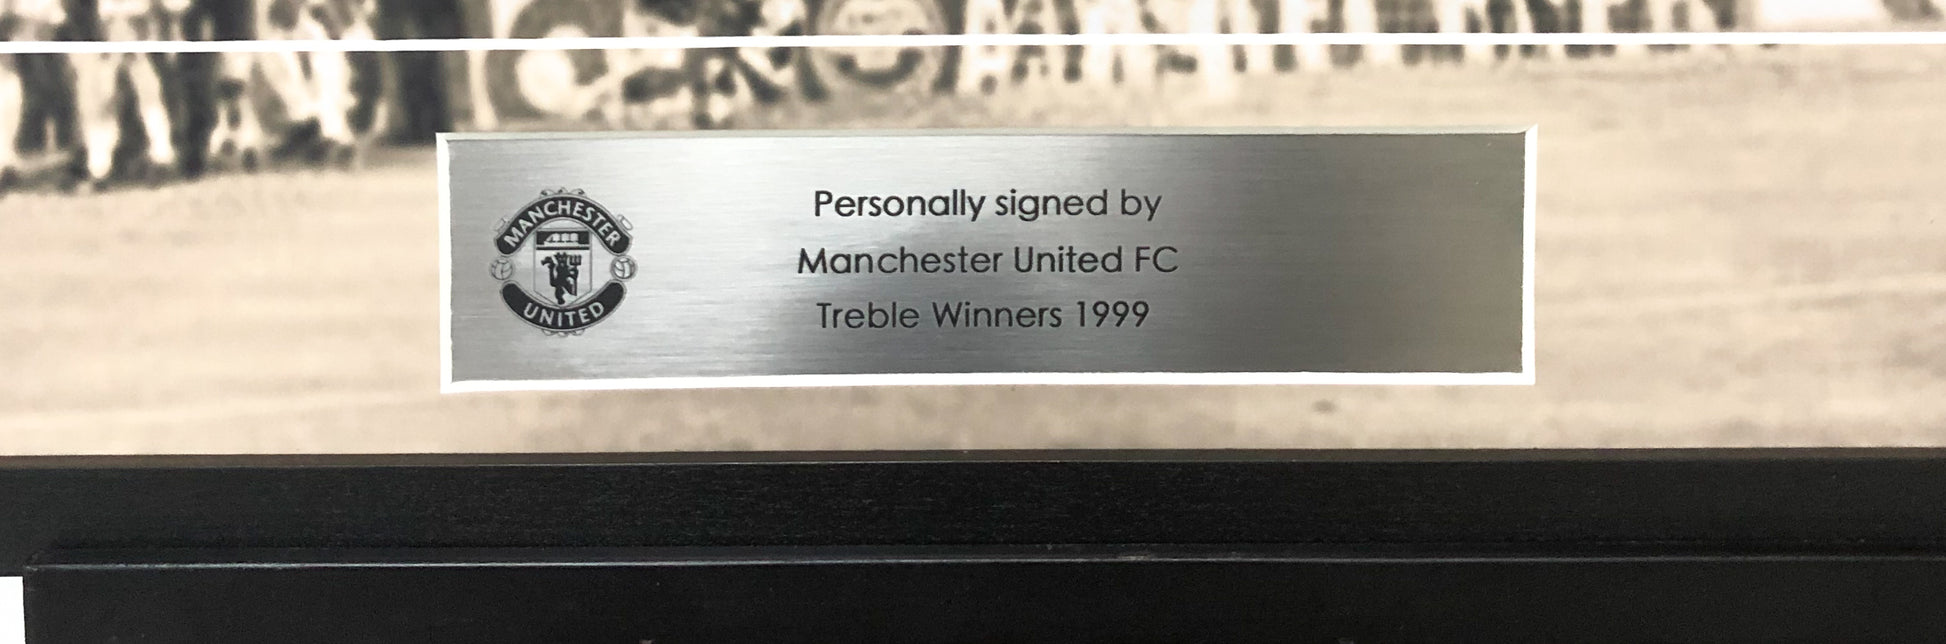 MANCHESTER
UNITED
Personally signed by
Manchester United FC
Treble Winners 1999